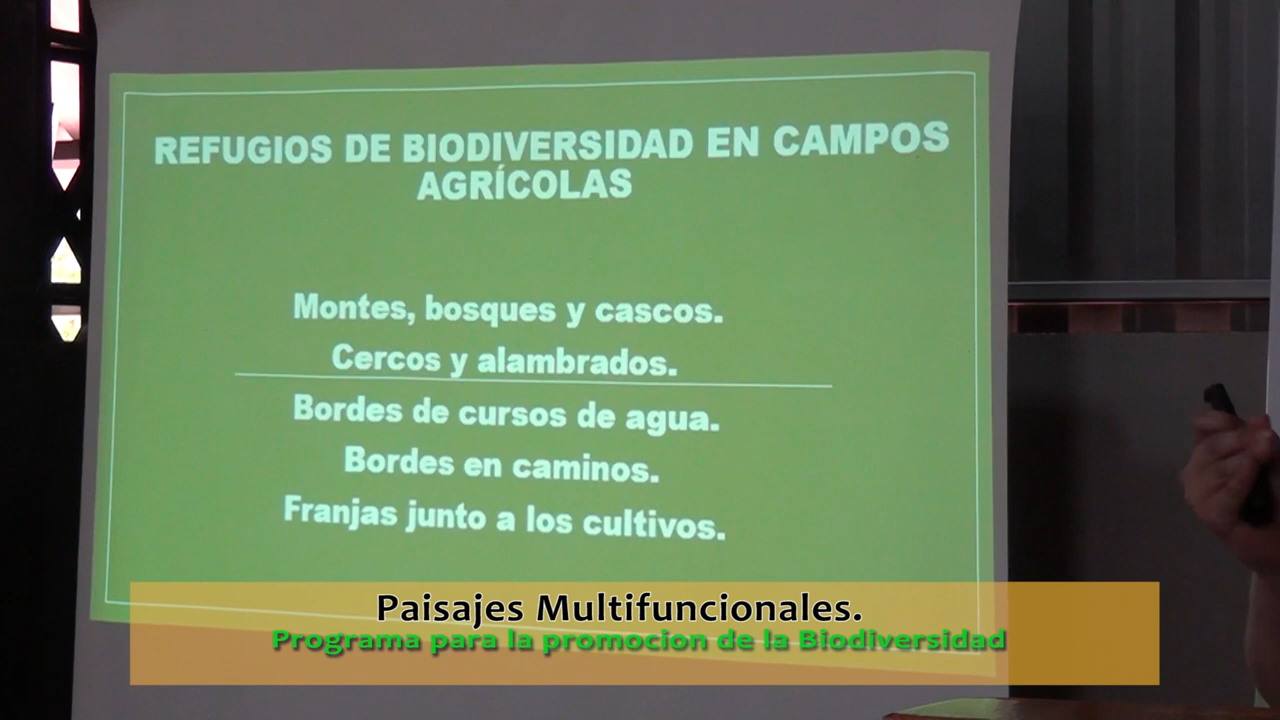 REFUGIOS DE BIODIVERSIDAD EN CAMPOS
AGRÍCOLAS
Montes, bosques y cascos.
Cercos y alambrados.
Bordes de cursos de agua.
Bordes en caminos.
Franjas junto a los cultivos.
Paisajes Multifuncionales.
Programa para la promocion de la Biodiversidad